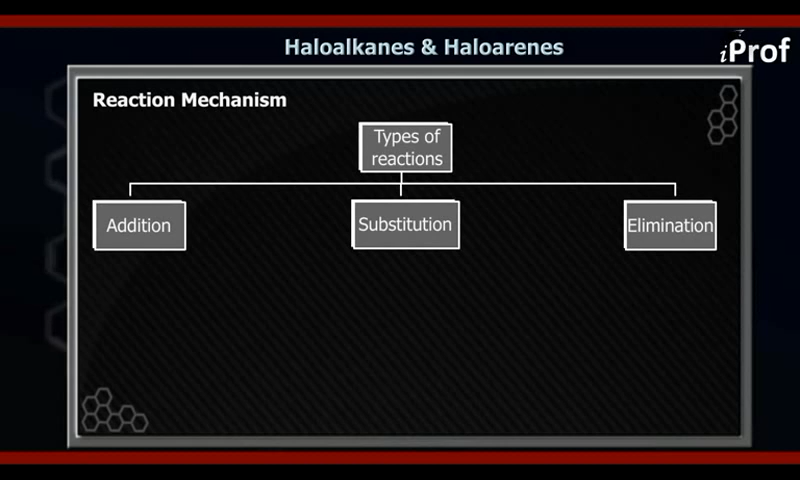 Haloalkanes & Haloarenes
iProf
Reaction Mechanism
Types of
reactions
Addition
Substitution
Elimination